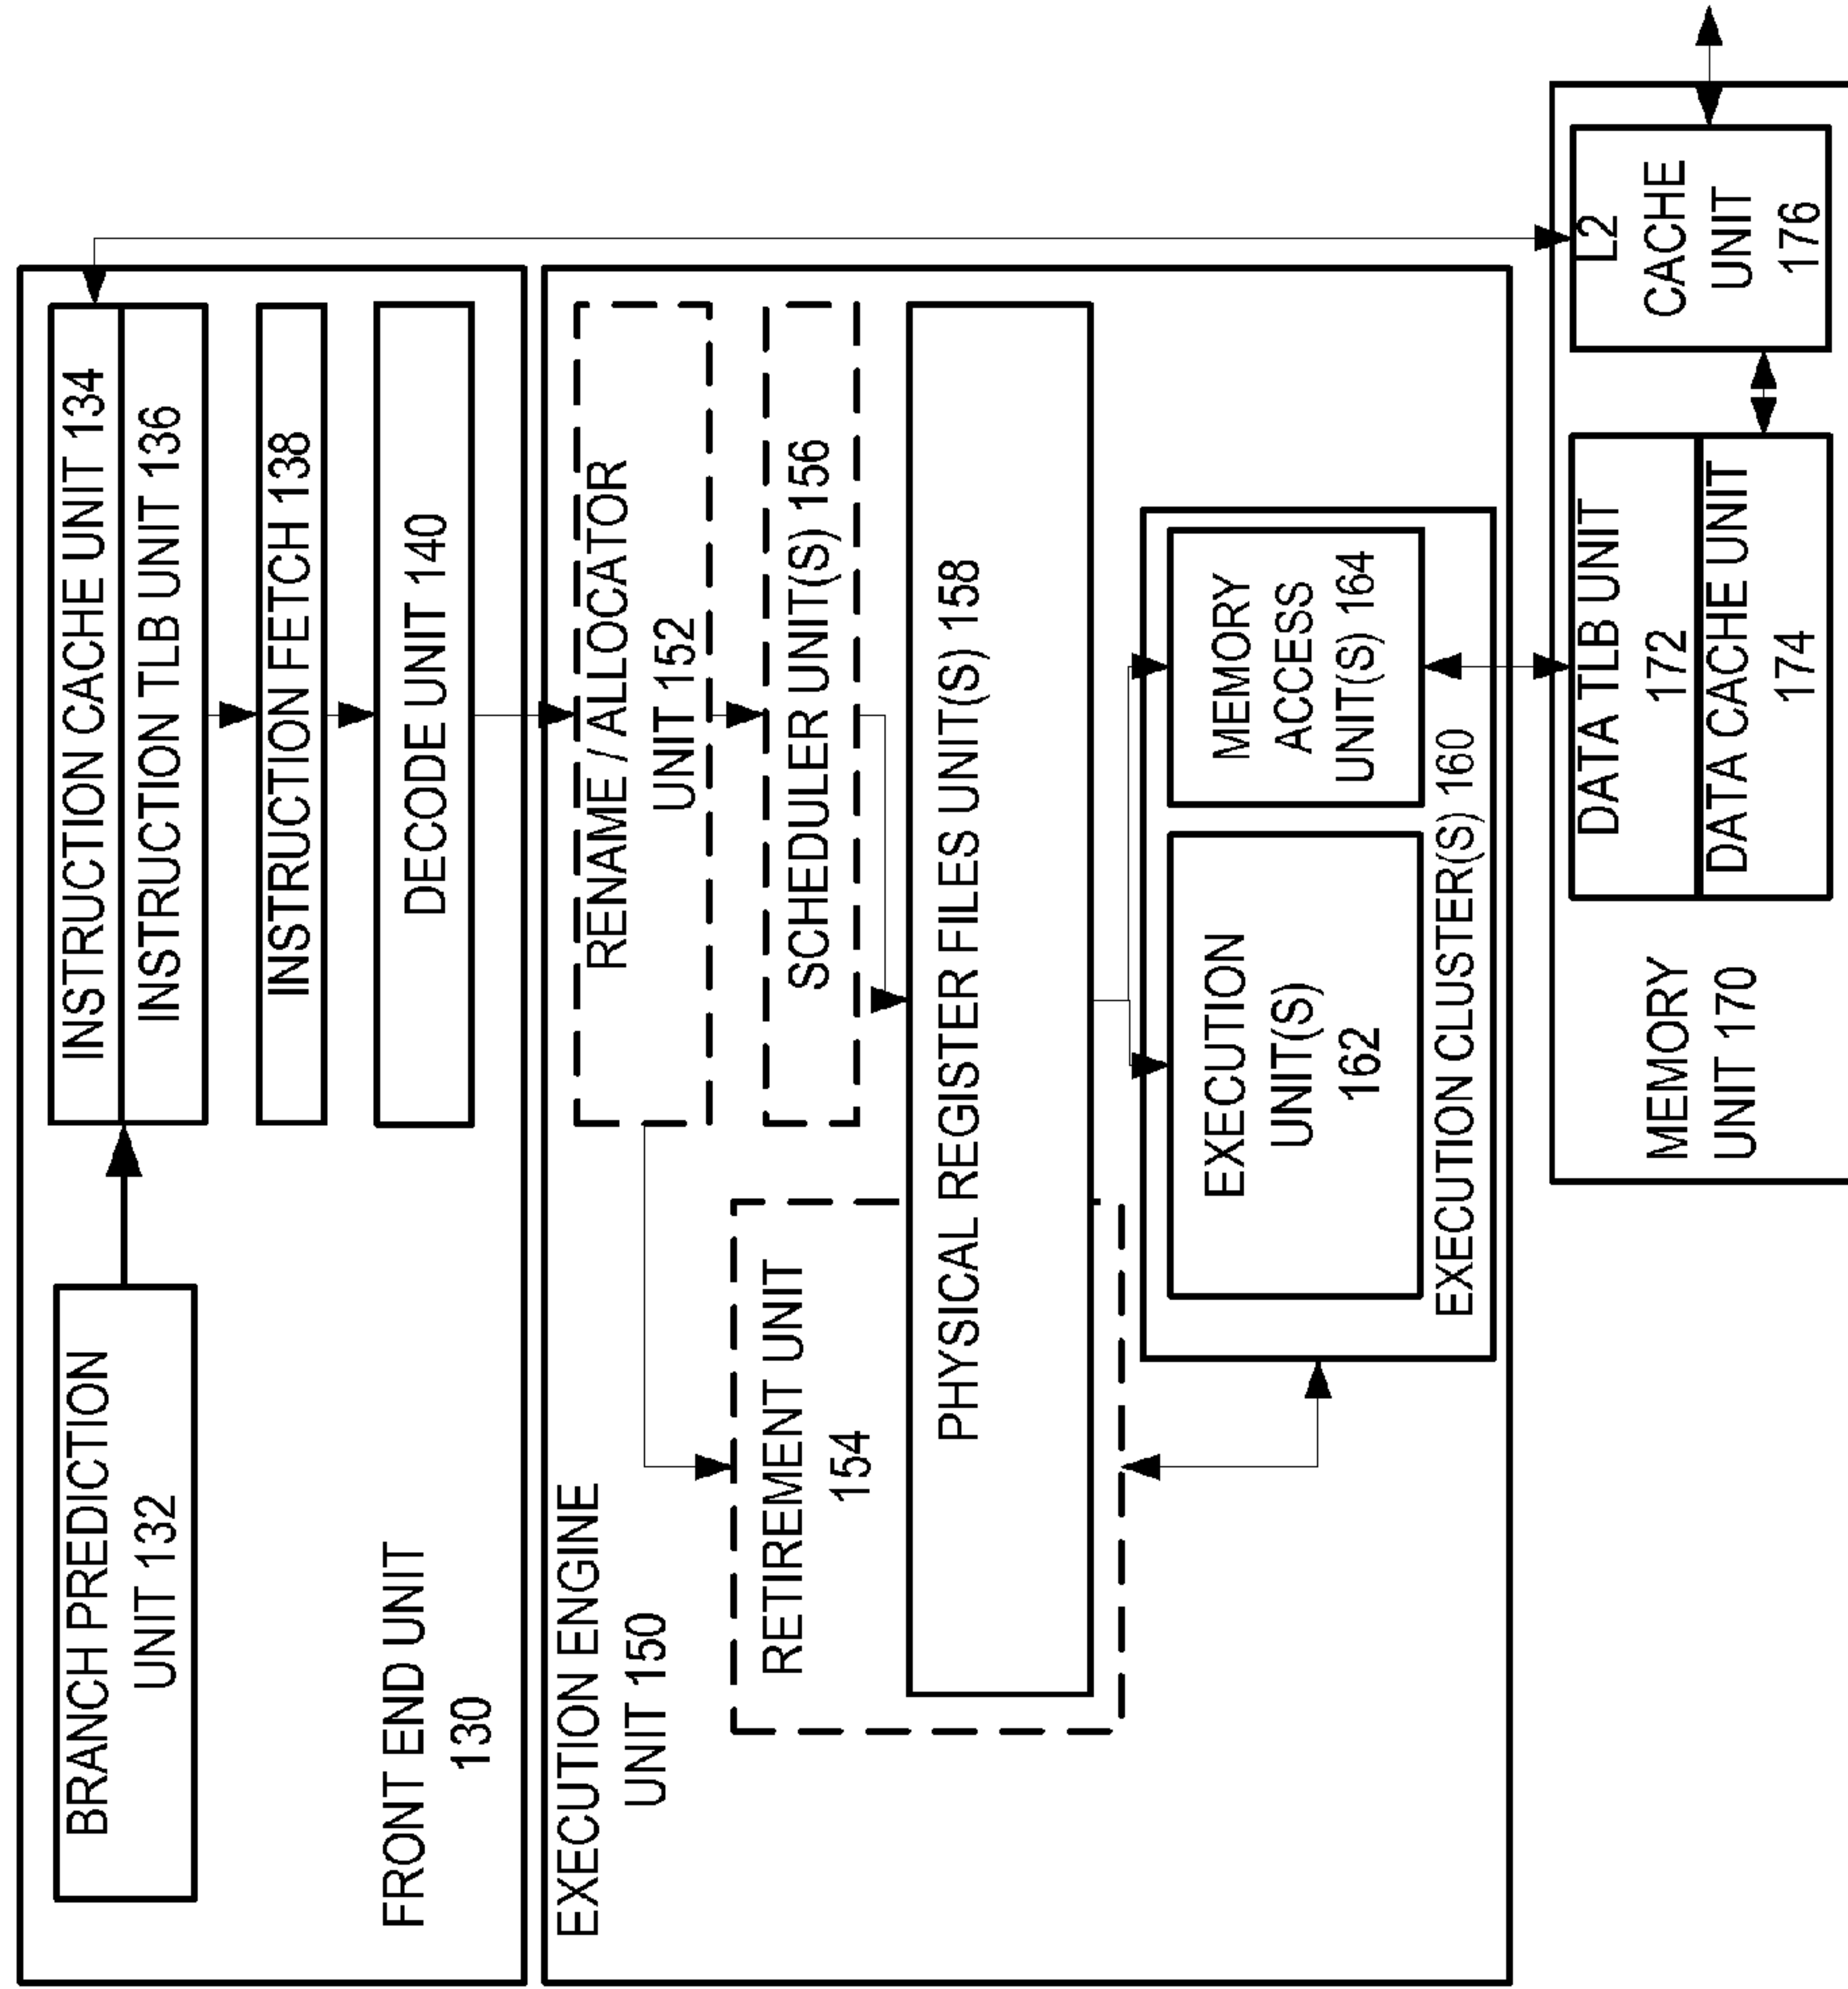 BRANCH PREDICTION
UNIT 132
INSTRUCTION CACHE UNIT 134
INSTRUCTION TLB UNIT 136
INSTRUCTION FETCH 138
DECODE UNIT 140
FRONT END UNIT
130
EXECUTION ENGINE
UNIT 150
RENAME / ALLOCATOR
UNIT 152
RETIREMENT UNIT
154
SCHEDULER UNIT(S) 156
PHYSICAL REGISTER FILES UNIT(S) 158
EXECUTION
UNIT(S)
162
MEMORY
ACCESS
UNIT(S) 164
EXECUTION CLUSTER(S) 160
MEMORY
UNIT 170
DATA TLB UNIT
172
DATA CACHE UNIT
174
L2
CACHE
UNIT
176